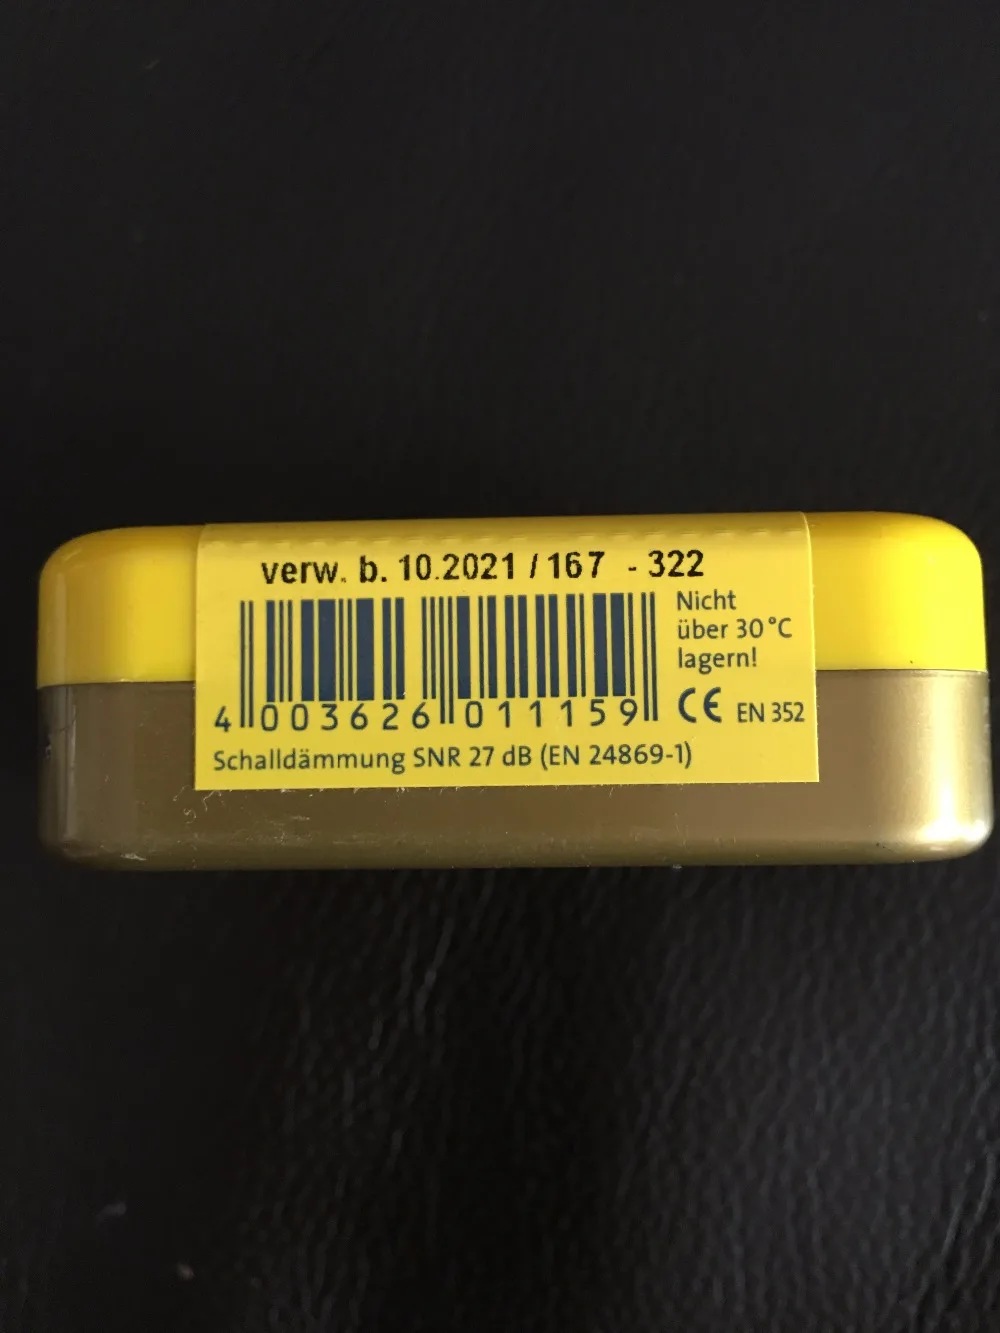 verw. b. 10.2021 / 167 - 322
Nicht
über 30 °C
lagern!
4 003626 011159
CE EN 352
Schalldämmung SNR 27 dB (EN 24869-1)